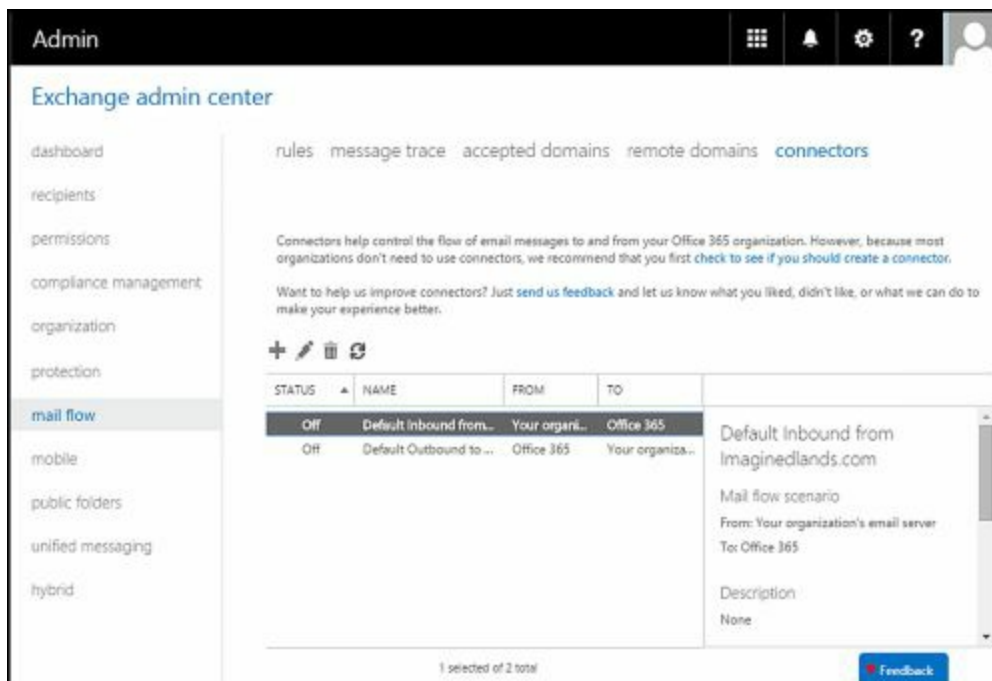 Admin
?
Exchange admin center
dashboard
recipients
permissions
compliance management
organization
protection
mail flow
mobile
public folders
unified messaging
hybrid
rules message trace accepted domains remote domains connectors
Connectors help control the flow of email messages to and from your Office 365 organization. However, because most
organizations don't need to use connectors, we recommend that you first check to see if you should create a connector.
Want to help us improve connectors? Just send us feedback and let us know what you liked, didn't like, or what we can do to
make your experience better.
STATUS NAME FROM TO
Off Default Inbound from... Your organi... Office 365
Off Default Outbound to ... Office 365 Your organiza...
Default Inbound from
Imaginedlands.com
Mail flow scenario
From: Your organization's email server
To: Office 365
Description
None
1 selected of 2 total
Feedback